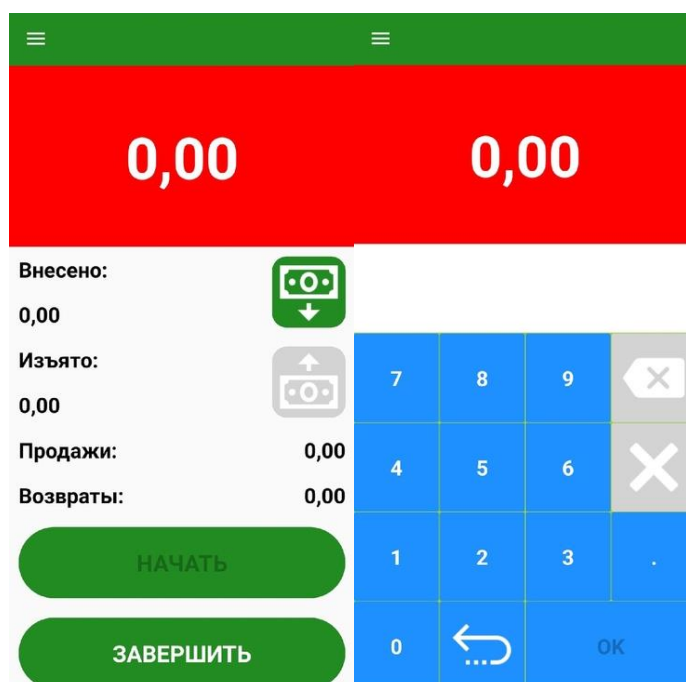 0,00
Внесено:
0,00
Изъято:
0,00
Продажи: 0,00
Возвраты: 0,00
НАЧАТЬ
ЗАВЕРШИТЬ
0,00
7 8 9
4 5 6
1 2 3 .
0 OK